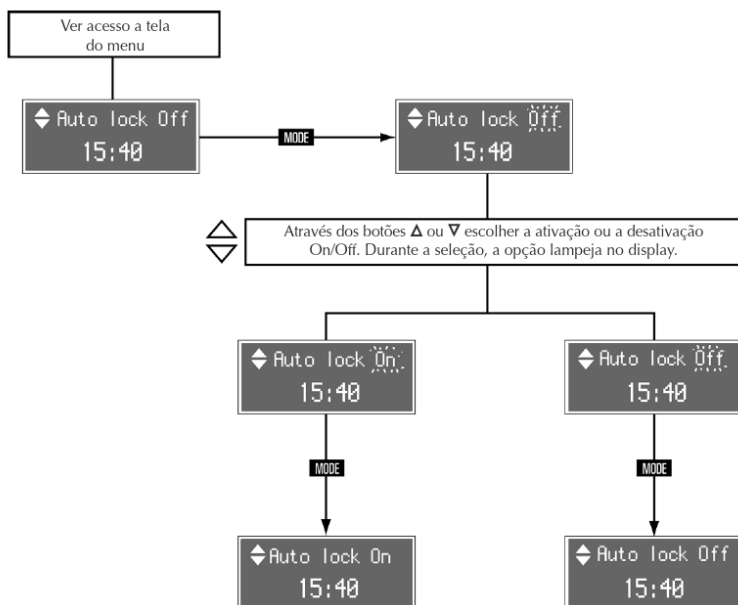 Ver acesso a tela
do menu
Auto lock Off
15:40
MODE
Auto lock Off
15:40
Através dos botões Δ ou ∇ escolher a ativação ou a desativação
On/Off. Durante a seleção, a opção lampeja no display.
Auto lock On
15:40
Auto lock Off
15:40
MODE
MODE
Auto lock On
15:40
Auto lock Off
15:40